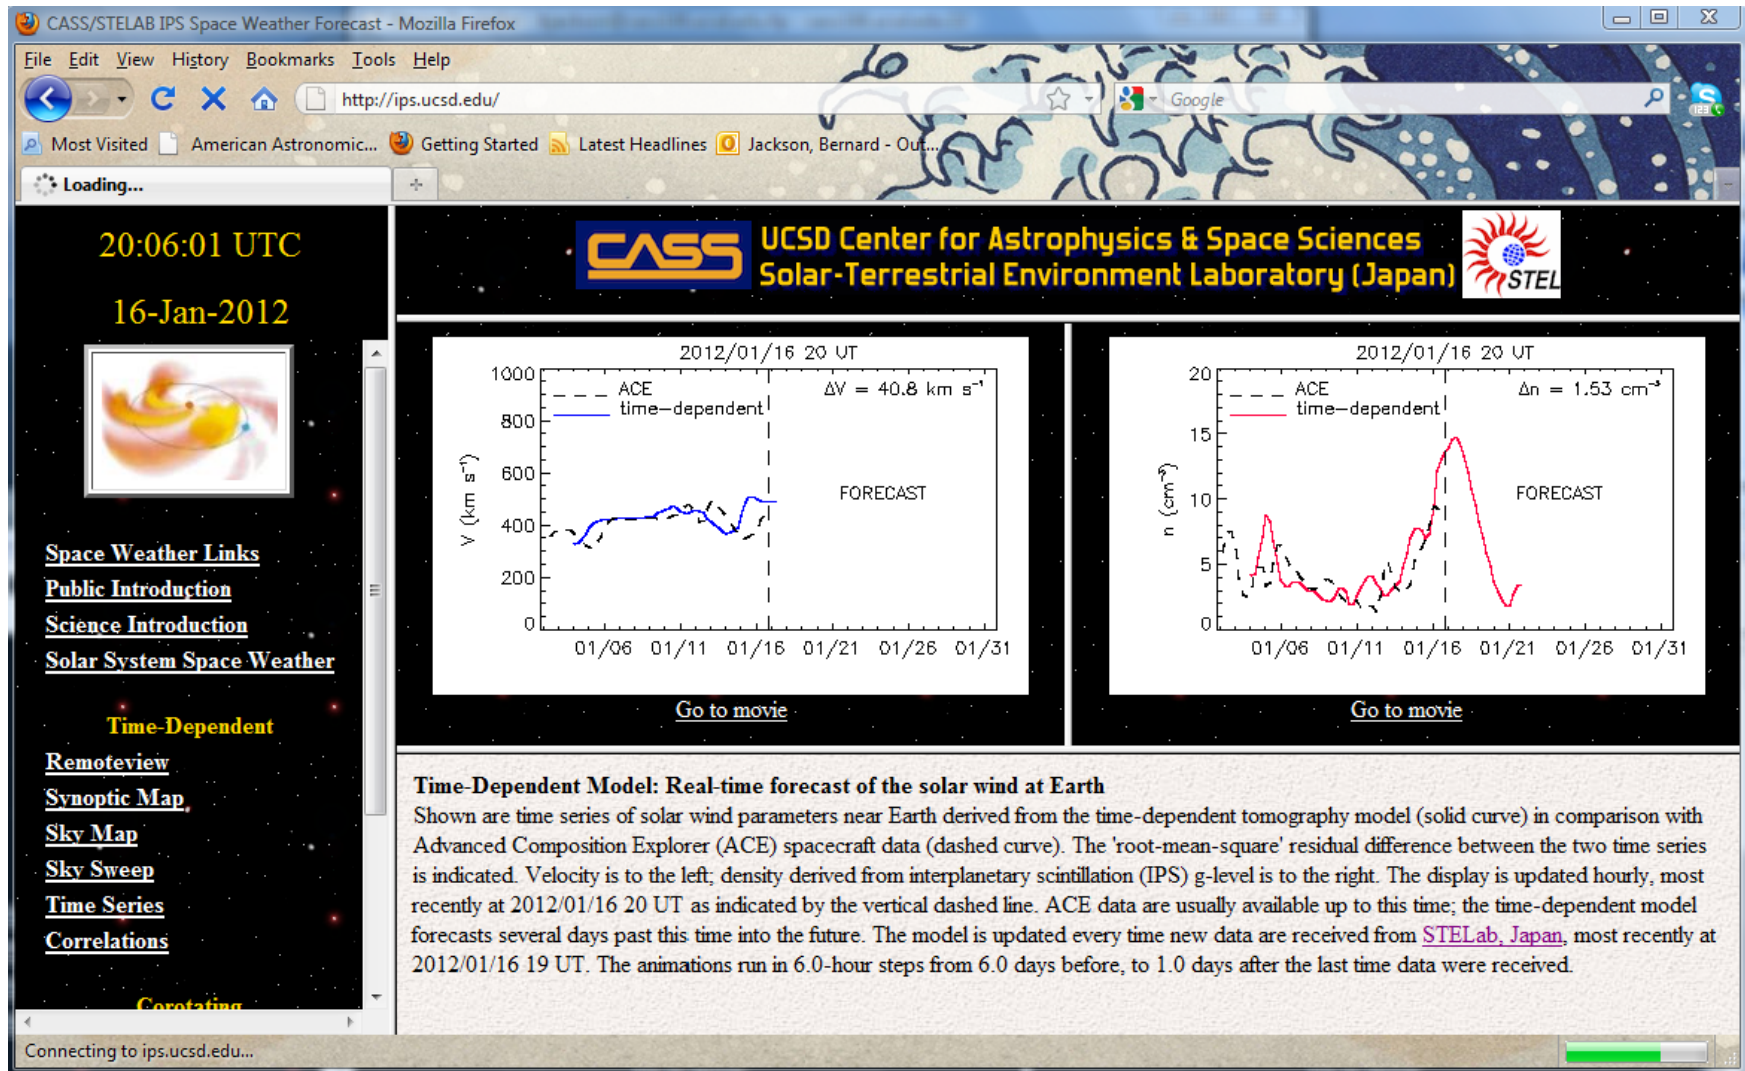 CASS/STELAB IPS Space Weather Forecast - Mozilla Firefox
File Edit View History Bookmarks Tools Help
http://ips.ucsd.edu/
Google
Most Visited American Astronomic... Getting Started Latest Headlines Jackson, Bernard - Out...
Loading...
20:06:01 UTC
16-Jan-2012
Space Weather Links
Public Introduction
Science Introduction
Solar System Space Weather
Time-Dependent
Remoteview
Synoptic Map
Sky Map
Sky Sweep
Time Series
Correlations
Corotating
CASS
UCSD Center for Astrophysics & Space Sciences
Solar-Terrestrial Environment Laboratory (Japan)
STEL
2012/01/16 20 UT
ACE
time-dependent
ΔV = 40.8 km s⁻¹
FORECAST
V (km s⁻¹)
1000
800
600
400
200
0
01/06 01/11 01/16 01/21 01/26 01/31
Go to movie
2012/01/16 20 UT
ACE
time-dependent
Δn = 1.53 cm⁻³
FORECAST
n (cm⁻³)
20
15
10
5
0
01/06 01/11 01/16 01/21 01/26 01/31
Go to movie
Time-Dependent Model: Real-time forecast of the solar wind at Earth
Shown are time series of solar wind parameters near Earth derived from the time-dependent tomography model (solid curve) in comparison with
Advanced Composition Explorer (ACE) spacecraft data (dashed curve). The 'root-mean-square' residual difference between the two time series
is indicated. Velocity is to the left; density derived from interplanetary scintillation (IPS) g-level is to the right. The display is updated hourly, most
recently at 2012/01/16 20 UT as indicated by the vertical dashed line. ACE data are usually available up to this time; the time-dependent model
forecasts several days past this time into the future. The model is updated every time new data are received from STELab, Japan, most recently at
2012/01/16 19 UT. The animations run in 6.0-hour steps from 6.0 days before, to 1.0 days after the last time data were received.
Connecting to ips.ucsd.edu...